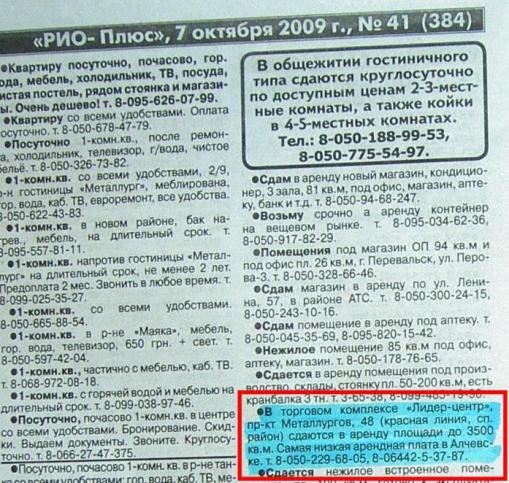 «РИО- Плюс», 7 октября 2009 г., № 41 (384)
●Квартиру посуточно, почасово, гор.
вода, мебель, холодильник, ТВ, посуда,
чистая постель, рядом стоянка и магази-
ны. Очень дешево! т. 8-095-626-07-99.
●Квартиру со всеми удобствами. Оплата
посуточно. т. 8-050-678-47-79.
●Посуточно 1-комн.кв., после ремон-
та, холодильник, телевизор, г/вода, чистое
бельё. т. 8-050-326-73-82.
●1-комн.кв. со всеми удобствами, 2/9,
р-н гостиницы «Металлург», меблирована,
гор. вода, каб. ТВ, евроремонт, все удобства.
8-050-622-43-83.
●1-комн.кв. в новом районе, бак на-
грев., мебель, на длительный срок. т.
8-095-557-81-11.
●1-комн.кв. напротив гостиницы «Метал-
лург» на длительный срок, не менее 2 лет.
Предоплата 2 мес. Звонить в любое время. т.
8-099-025-35-27.
●1-комн.кв. со всеми удобствами.
8-050-665-88-54.
●1-комн.кв. в р-не «Маяка», мебель,
гор. вода, телевизор, 650 грн. + свет. т.
8-050-597-42-04.
●1-комн.кв., частично с мебелью, каб. ТВ.
т. 8-068-972-08-18.
●1-комн.кв. с горячей водой и мебелью на
длительный срок. т. 8-099-038-97-46.
●Посуточно, почасово 1-комн.кв. в центре
со всеми удобствами. Бронирование. Скид-
ки. Выдаем документы. Звоните. Круглосу-
точно. т. 8-066-27-47-375.
●Посуточно, почасово 1-комн.кв. в р-не тан-
ка со всеми удобствами: гор. вода, каб. ТВ, ме-
В общежитии гостиничного
типа сдаются круглосуточно
по доступным ценам 2-3-мест-
ные комнаты, а также койки
в 4-5-местных комнатах.
Тел.: 8-050-188-99-53,
8-050-775-54-97.
●Сдам в аренду новый магазин, кондицио-
нер, 3 зала, 81 кв.м, под офис, магазин, апте-
ку, банк и т.д. т. 8-050-94-68-247.
●Возьму срочно в аренду контейнер
на вещевом рынке. т. 8-095-034-62-36,
8-050-917-82-29.
●Помещения под магазин ОП 94 кв.м и
под офис пл. 26 кв.м, г. Перевальск, ул. Перо-
ва-3. т. 8-050-328-66-46.
●Сдам магазин в аренду по ул. Лени-
на, 57, в районе АТС. т. 8-050-300-24-15,
8-050-243-10-16.
●Сдам помещение в аренду под аптеку. т.
8-050-045-35-69, 8-095-820-15-42.
●Нежилое помещение 85 кв.м под офис,
аптеку, магазин. т. 8-050-178-76-65.
●Сдается в аренду помещения под произ-
водство, склады, стоянку пл. 50-200 кв.м, есть
кранбалка 3 тн. т. 3-65-38, 8-099-483-19-50.
●В торговом комплексе «Лидер-центр»,
пр-кт Металлургов, 48 (красная линия, сп.
район) сдаются в аренду площади до 3500
кв.м. Самая низкая арендная плата в Алчевс-
ке. т. 8-050-229-68-05, 8-06442-5-37-87.
●Сдается нежилое встроенное поме-